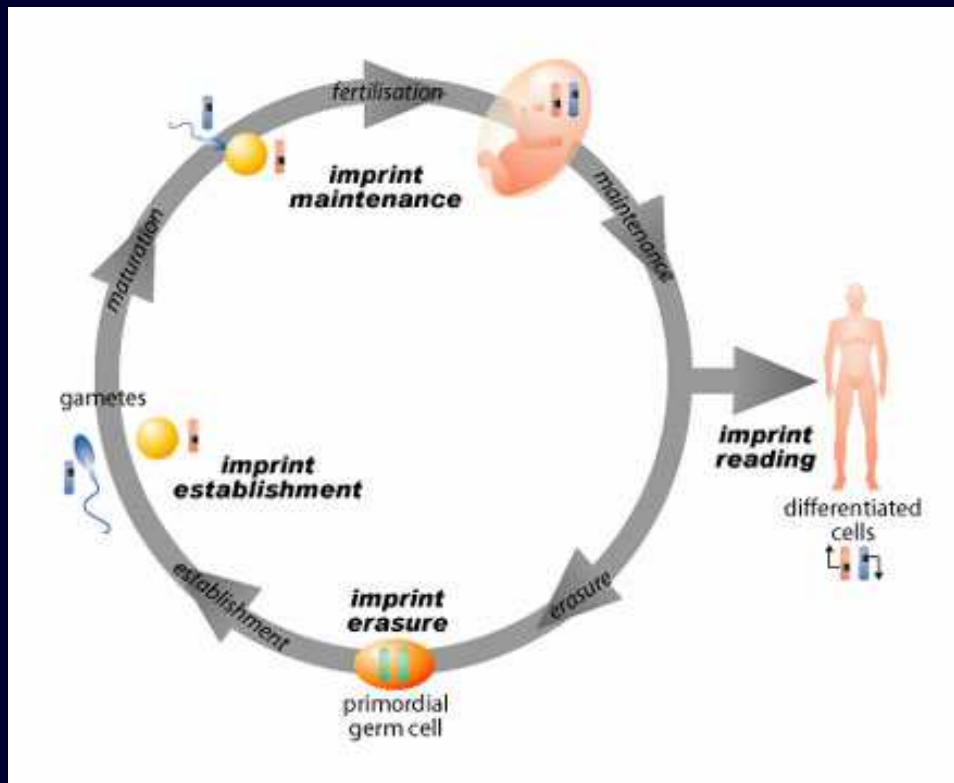 fertilisation
imprint
maintenance
maintenance
maturation
gametes
imprint
establishment
imprint
reading
differentiated
cells
establishment
imprint
erasure
erasure
primordial
germ cell